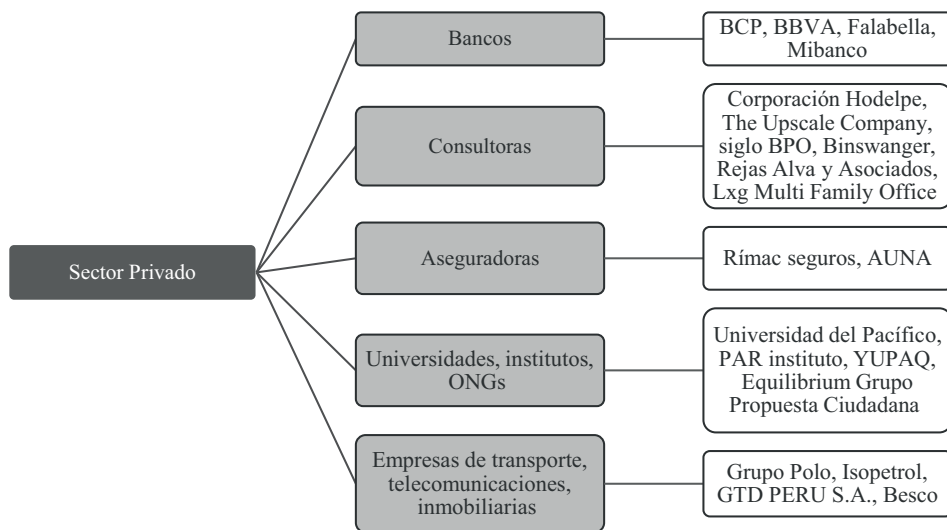 Sector Privado
Bancos
BCP, BBVA, Falabella,
Mibanco
Consultoras
Corporación Hodelpe,
The Upscale Company,
siglo BPO, Binswanger,
Rejas Alva y Asociados,
Lxg Multi Family Office
Aseguradoras
Rímac seguros, AUNA
Universidades, institutos,
ONGs
Universidad del Pacífico,
PAR instituto, YUPAQ,
Equilibrium Grupo
Propuesta Ciudadana
Empresas de transporte,
telecomunicaciones,
inmobiliarias
Grupo Polo, Isopetrol,
GTD PERU S.A., Besco